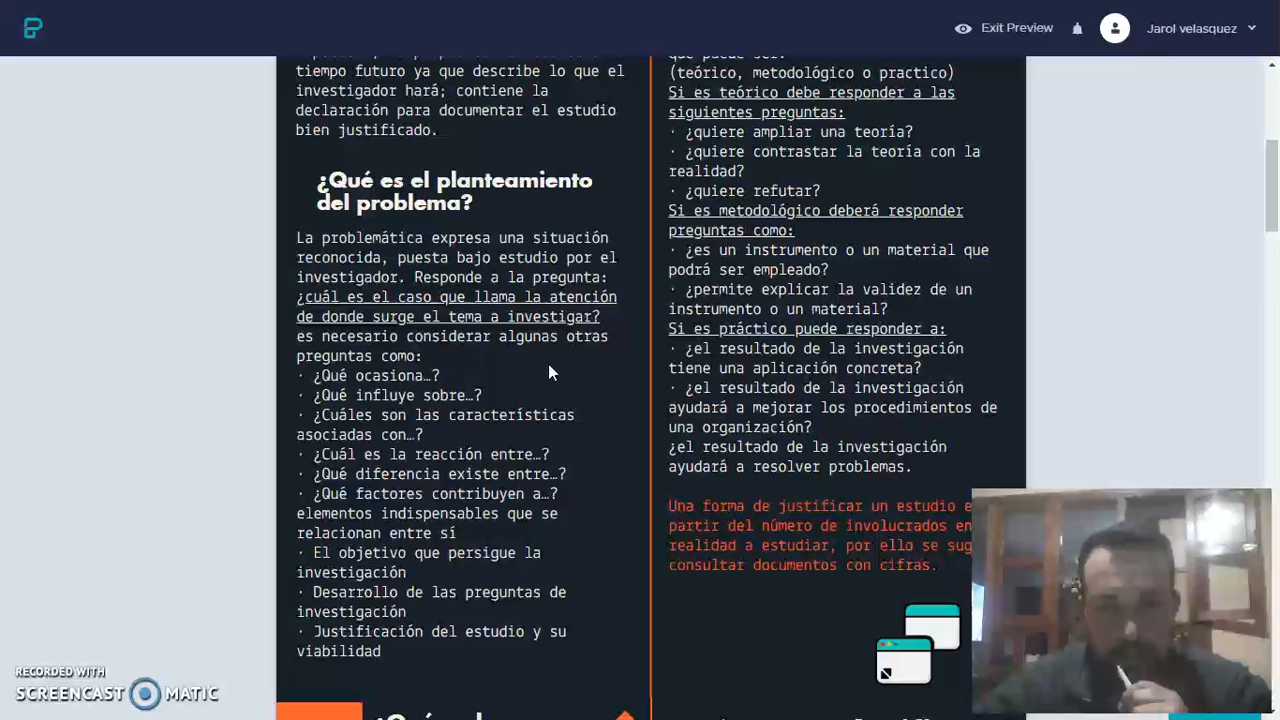 Exit Preview
Jarol velasquez
tiempo futuro ya que describe lo que el
investigador hará; contiene la
declaración para documentar el estudio
bien justificado.
¿Qué es el planteamiento
del problema?
La problemática expresa una situación
reconocida, puesta bajo estudio por el
investigador. Responde a la pregunta:
¿cuál es el caso que llama la atención
de donde surge el tema a investigar?
es necesario considerar algunas otras
preguntas como:
· ¿Qué ocasiona…?
· ¿Qué influye sobre…?
· ¿Cuáles son las características
asociadas con…?
· ¿Cuál es la reacción entre…?
· ¿Qué diferencia existe entre…?
· ¿Qué factores contribuyen a…?
elementos indispensables que se
relacionan entre sí
· El objetivo que persigue la
investigación
· Desarrollo de las preguntas de
investigación
· Justificación del estudio y su
viabilidad
que puede ser:
(teórico, metodológico o practico)
Si es teórico debe responder a las
siguientes preguntas:
· ¿quiere ampliar una teoría?
· ¿quiere contrastar la teoría con la
realidad?
· ¿quiere refutar?
Si es metodológico deberá responder
preguntas como:
· ¿es un instrumento o un material que
podrá ser empleado?
· ¿permite explicar la validez de un
instrumento o un material?
Si es práctico puede responder a:
· ¿el resultado de la investigación
tiene una aplicación concreta?
· ¿el resultado de la investigación
ayudará a mejorar los procedimientos de
una organización?
¿el resultado de la investigación
ayudará a resolver problemas.
Una forma de justificar un estudio
partir del número de involucrados en
realidad a estudiar, por ello se
consultar documentos con cifras.
RECORDED WITH
SCREENCAST MATIC